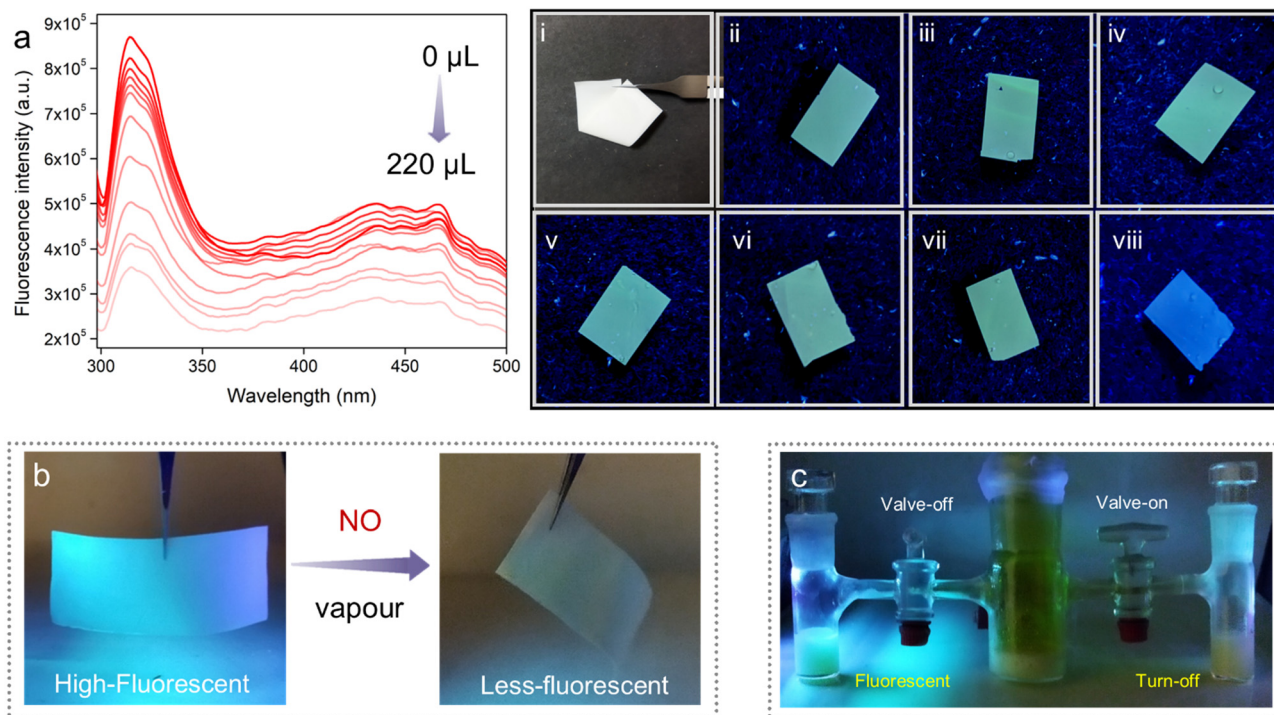 a
Fluorescence intensity (a.u.)
9x10⁵
8x10⁵
7x10⁵
6x10⁵
5x10⁵
4x10⁵
3x10⁵
2x10⁵
0 µL
220 µL
300
350
400
450
500
Wavelength (nm)
i
ii
iii
iv
v
vi
vii
viii
b
High-Fluorescent
NO
vapour
Less-fluorescent
c
Valve-off
Valve-on
Fluorescent
Turn-off